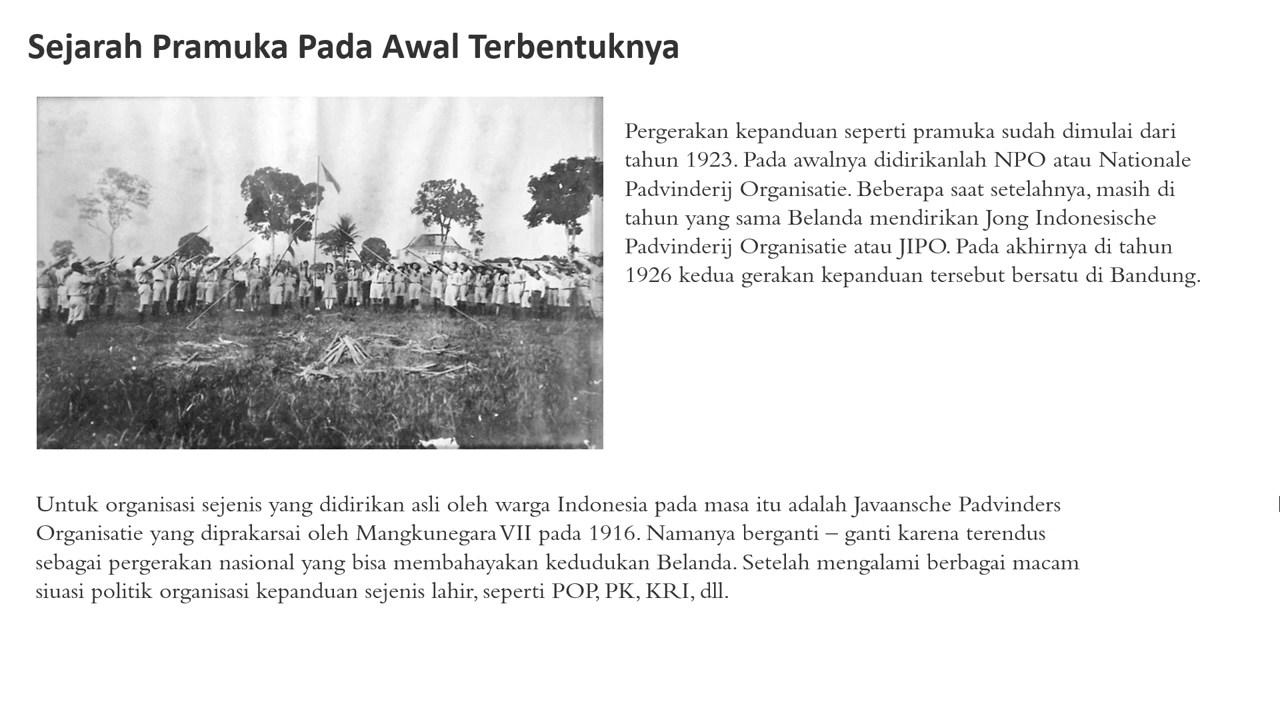 Sejarah Pramuka Pada Awal Terbentuknya
Pergerakan kepanduan seperti pramuka sudah dimulai dari
tahun 1923. Pada awalnya didirikanlah NPO atau Nationale
Padvinderij Organisatie. Beberapa saat setelahnya, masih di
tahun yang sama Belanda mendirikan Jong Indonesische
Padvinderij Organisatie atau JIPO. Pada akhirnya di tahun
1926 kedua gerakan kepanduan tersebut bersatu di Bandung.
Untuk organisasi sejenis yang didirikan asli oleh warga Indonesia pada masa itu adalah Javaansche Padvinders
Organisatie yang diprakarsai oleh Mangkunegara VII pada 1916. Namanya berganti – ganti karena terendus
sebagai pergerakan nasional yang bisa membahayakan kedudukan Belanda. Setelah mengalami berbagai macam
siuasi politik organisasi kepanduan sejenis lahir, seperti POP, PK, KRI, dll.